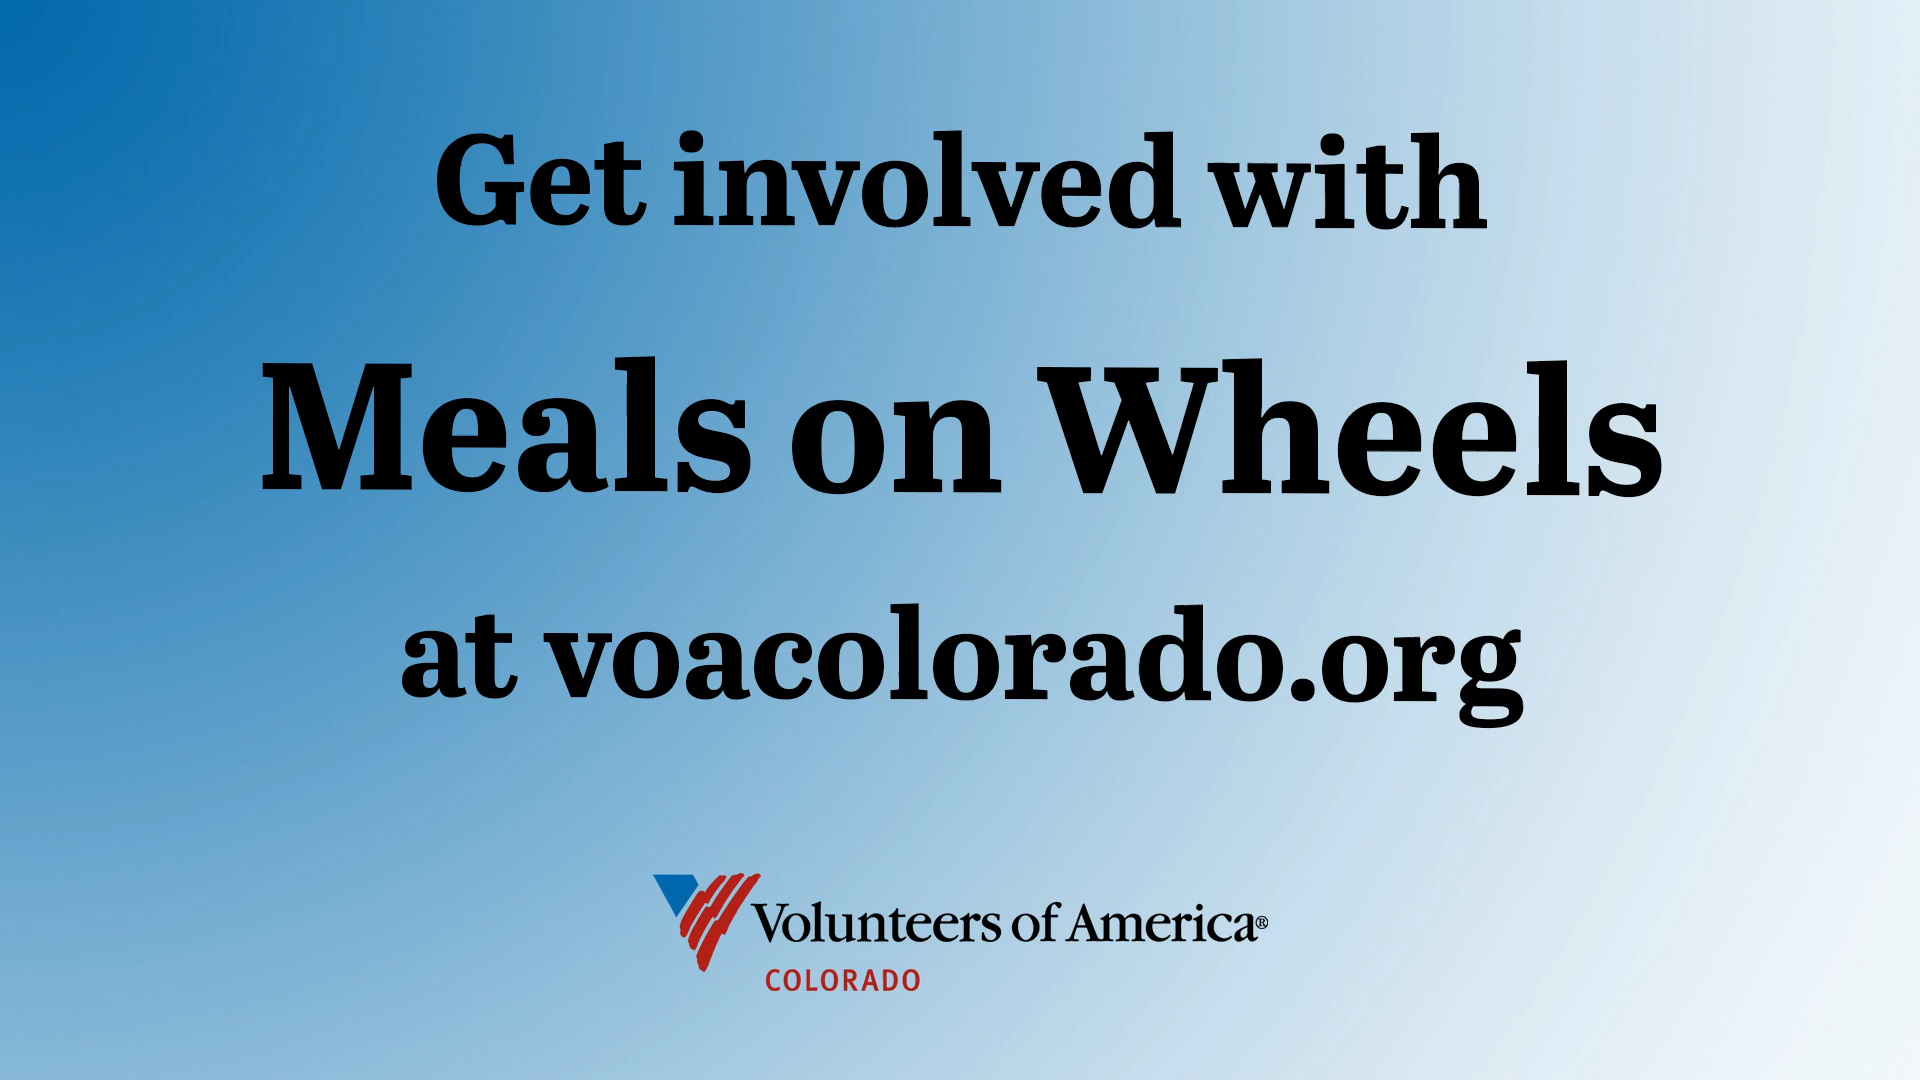 Get involved with
Meals on Wheels
at voacolorado.org
Volunteers of America®
COLORADO